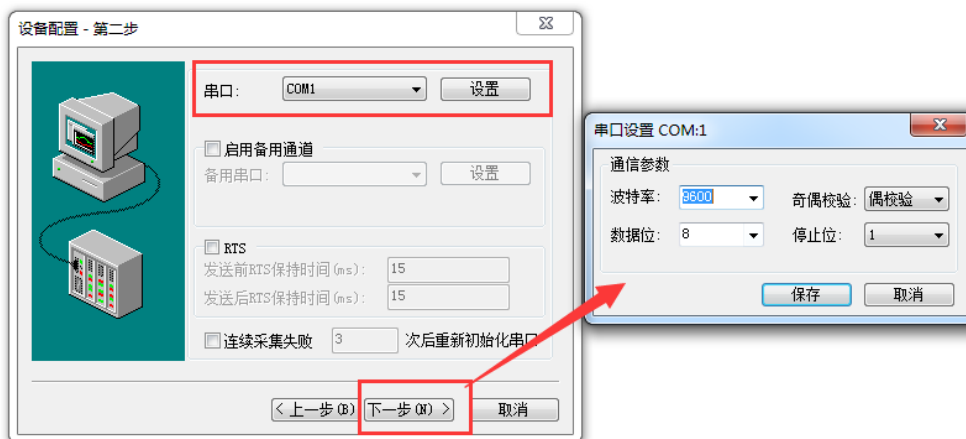 设备配置 - 第二步
串口:
COM1
设置
启用备用通道
备用串口:
设置
RTS
发送前RTS保持时间(ms):
15
发送后RTS保持时间(ms):
15
连续采集失败
3
次后重新初始化串口
< 上一步(B)
下一步(N) >
取消
串口设置 COM:1
通信参数
波特率:
9600
奇偶校验:
偶校验
数据位:
8
停止位:
1
保存
取消